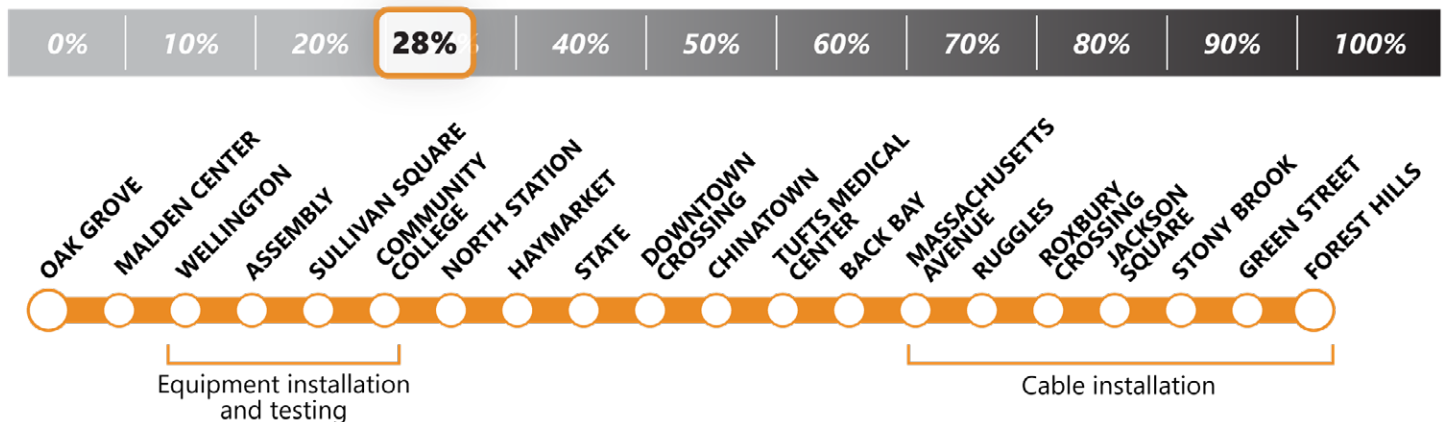 0% 10% 20% 28% % 40% 50% 60% 70% 80% 90% 100%
OAK GROVE
MALDEN CENTER
WELLINGTON
ASSEMBLY
SULLIVAN SQUARE
COMMUNITY
COLLEGE
NORTH STATION
HAYMARKET
STATE
DOWNTOWN
CROSSING
CHINATOWN
TUFTS MEDICAL
CENTER
BACK BAY
MASSACHUSETTS
AVENUE
RUGGLES
ROXBURY
CROSSING
JACKSON
SQUARE
STONY BROOK
GREEN STREET
FOREST HILLS
Equipment installation
and testing
Cable installation